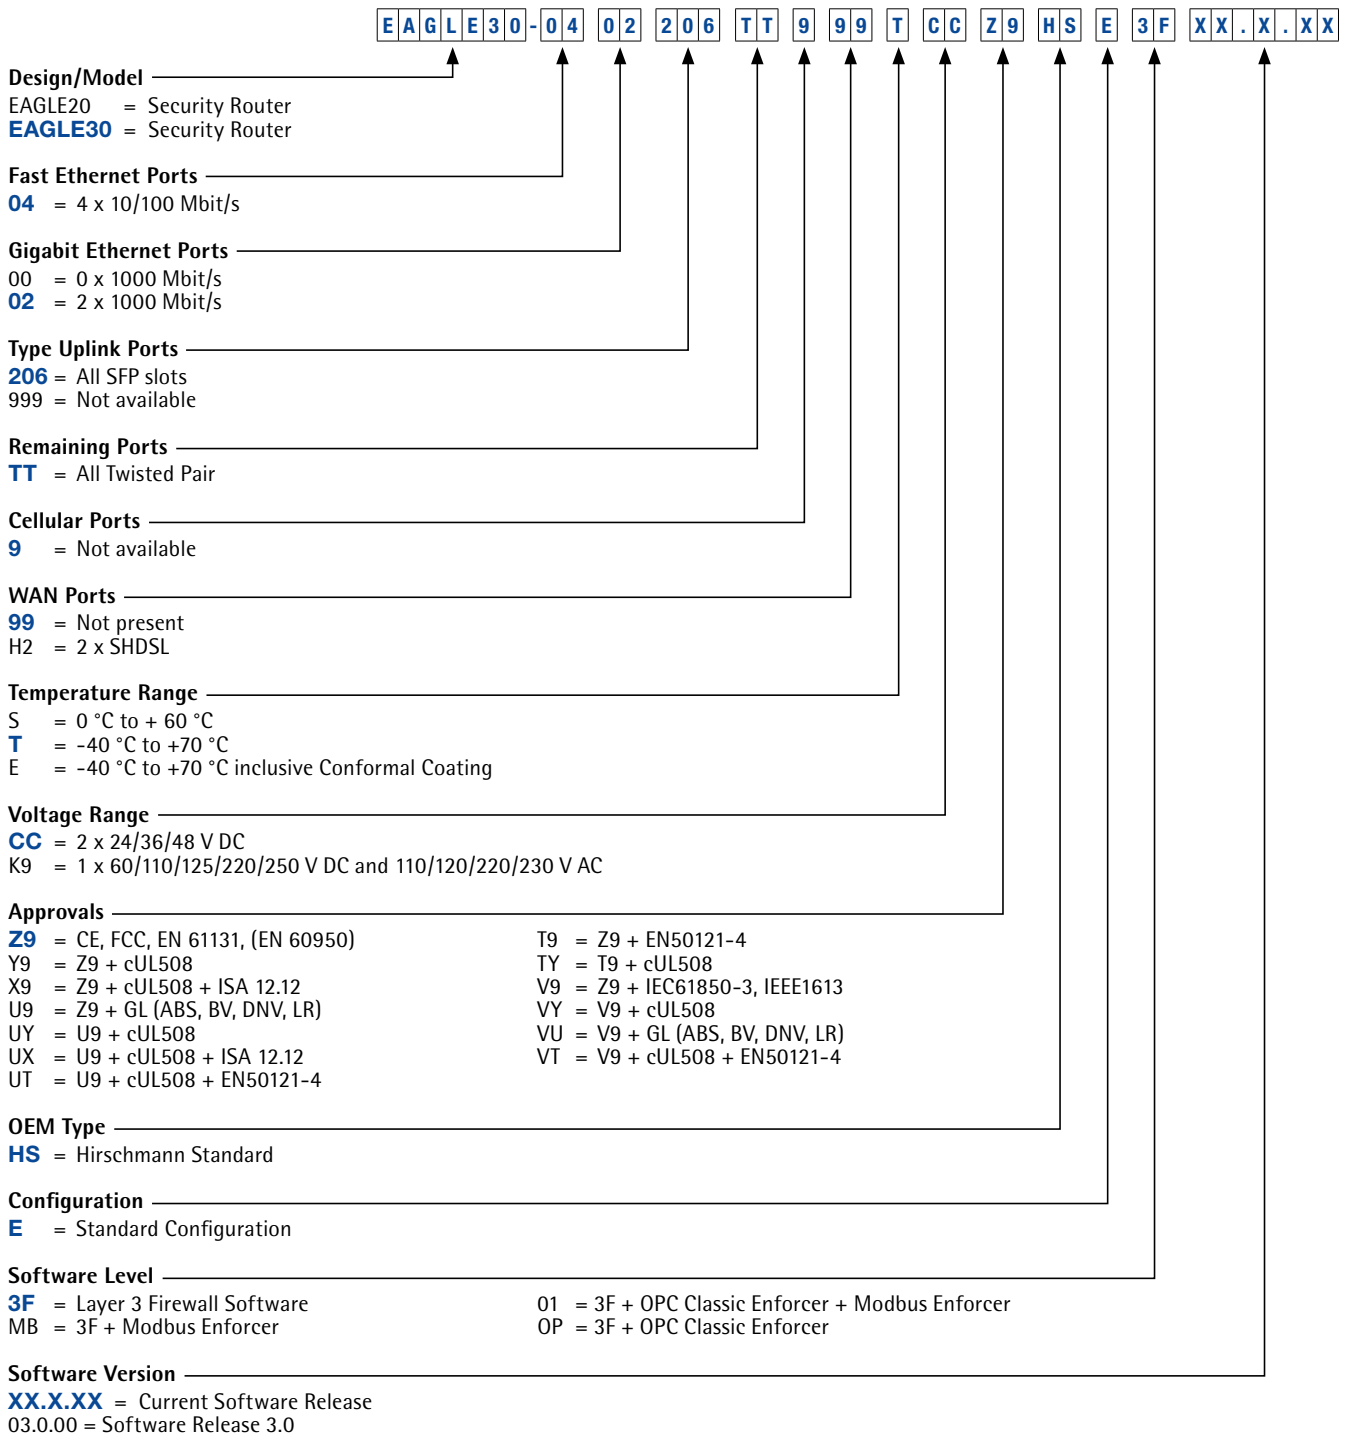 EAGLE30-04 02 206 TT 9 99 T CC Z9 HS E 3F XX.X.XX
Design/Model
EAGLE20 = Security Router
EAGLE30 = Security Router
Fast Ethernet Ports
04 = 4 x 10/100 Mbit/s
Gigabit Ethernet Ports
00 = 0 x 1000 Mbit/s
02 = 2 x 1000 Mbit/s
Type Uplink Ports
206 = All SFP slots
999 = Not available
Remaining Ports
TT = All Twisted Pair
Cellular Ports
9 = Not available
WAN Ports
99 = Not present
H2 = 2 x SHDSL
Temperature Range
S = 0 °C to + 60 °C
T = -40 °C to +70 °C
E = -40 °C to +70 °C inclusive Conformal Coating
Voltage Range
CC = 2 x 24/36/48 V DC
K9 = 1 x 60/110/125/220/250 V DC and 110/120/220/230 V AC
Approvals
Z9 = CE, FCC, EN 61131, (EN 60950)
Y9 = Z9 + cUL508
X9 = Z9 + cUL508 + ISA 12.12
U9 = Z9 + GL (ABS, BV, DNV, LR)
UY = U9 + cUL508
UX = U9 + cUL508 + ISA 12.12
UT = U9 + cUL508 + EN50121-4
T9 = Z9 + EN50121-4
TY = T9 + cUL508
V9 = Z9 + IEC61850-3, IEEE1613
VY = V9 + cUL508
VU = V9 + GL (ABS, BV, DNV, LR)
VT = V9 + cUL508 + EN50121-4
OEM Type
HS = Hirschmann Standard
Configuration
E = Standard Configuration
Software Level
3F = Layer 3 Firewall Software
MB = 3F + Modbus Enforcer
01 = 3F + OPC Classic Enforcer + Modbus Enforcer
OP = 3F + OPC Classic Enforcer
Software Version
XX.X.XX = Current Software Release
03.0.00 = Software Release 3.0